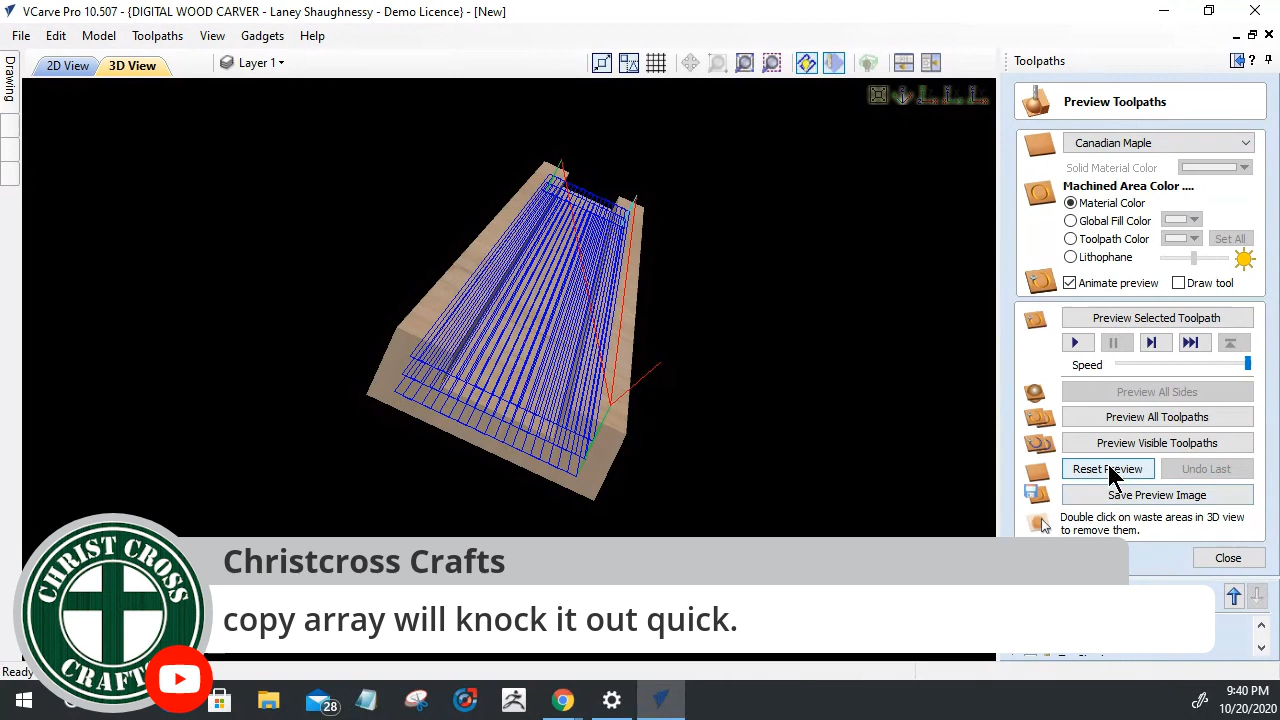 VCarve Pro 10.507 - {DIGITAL WOOD CARVER - Laney Shaughnessy - Demo Licence} - [New]
File Edit Model Toolpaths View Gadgets Help
2D View 3D View Layer 1
Drawing
Toolpaths
Preview Toolpaths
Canadian Maple
Solid Material Color
Machined Area Color ....
Material Color
Global Fill Color
Toolpath Color Set All
Lithophane
Animate preview Draw tool
Preview Selected Toolpath
Speed
Preview All Sides
Preview All Toolpaths
Preview Visible Toolpaths
Reset Preview Undo Last
Save Preview Image
Double click on waste areas in 3D view
to remove them.
Close
CHRIST CROSS
CRAFTS
Christcross Crafts
copy array will knock it out quick.
Ready
28
9:40 PM
10/20/2020